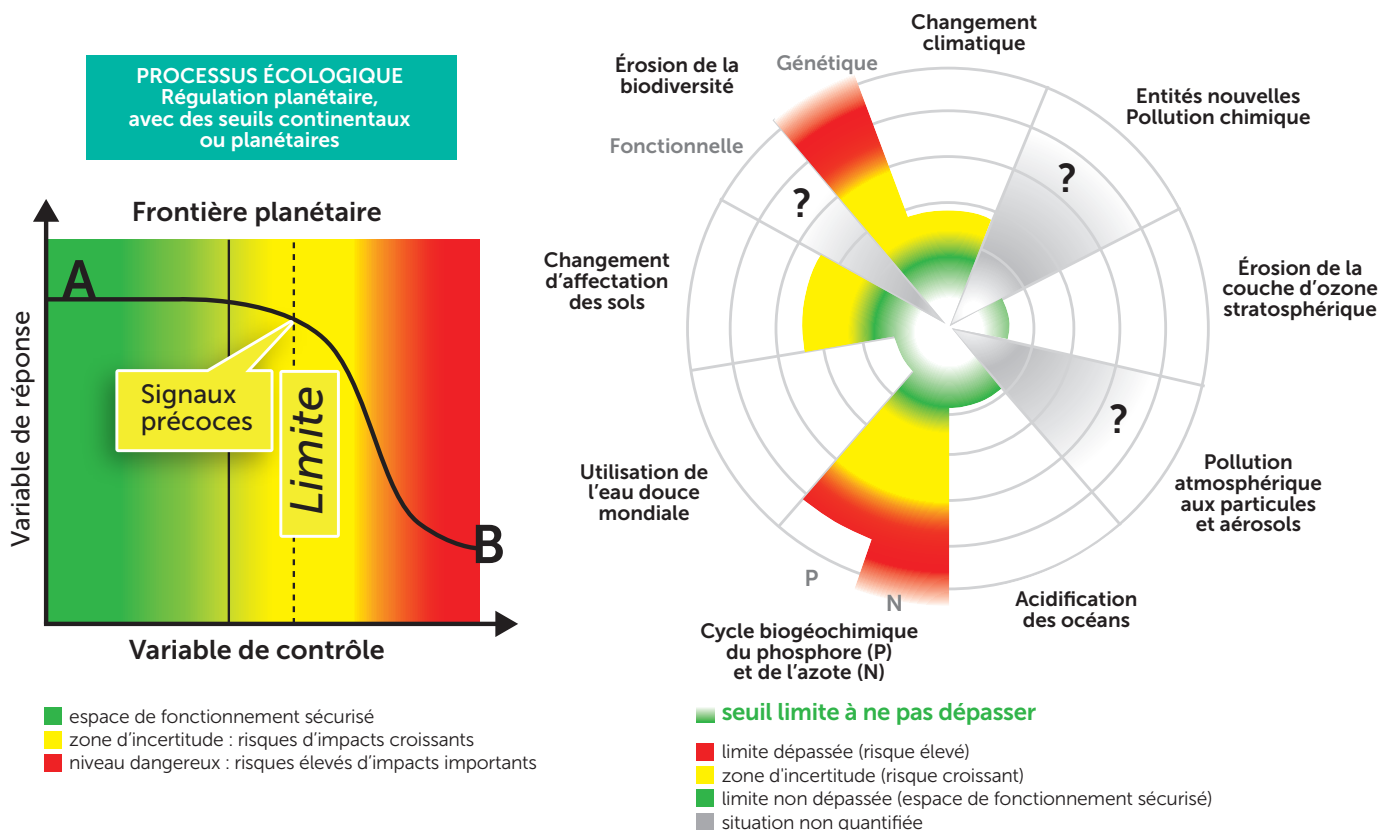 PROCESSUS ÉCOLOGIQUE
Régulation planétaire,
avec des seuils continentaux
ou planétaires
Frontière planétaire
A
Variable de réponse
Signaux
précoces
Limite
B
Variable de contrôle
espace de fonctionnement sécurisé
zone d'incertitude : risques d'impacts croissants
niveau dangereux : risques élevés d'impacts importants
Changement
climatique
Érosion de la
biodiversité
Génétique
Fonctionnelle
Entités nouvelles
Pollution chimique
?
?
Changement
d'affectation
des sols
Érosion de la
couche d'ozone
stratosphérique
?
Utilisation de
l'eau douce
mondiale
Pollution
atmosphérique
aux particules
et aérosols
P
N
Acidification
des océans
Cycle biogéochimique
du phosphore (P)
et de l'azote (N)
seuil limite à ne pas dépasser
limite dépassée (risque élevé)
zone d'incertitude (risque croissant)
limite non dépassée (espace de fonctionnement sécurisé)
situation non quantifiée